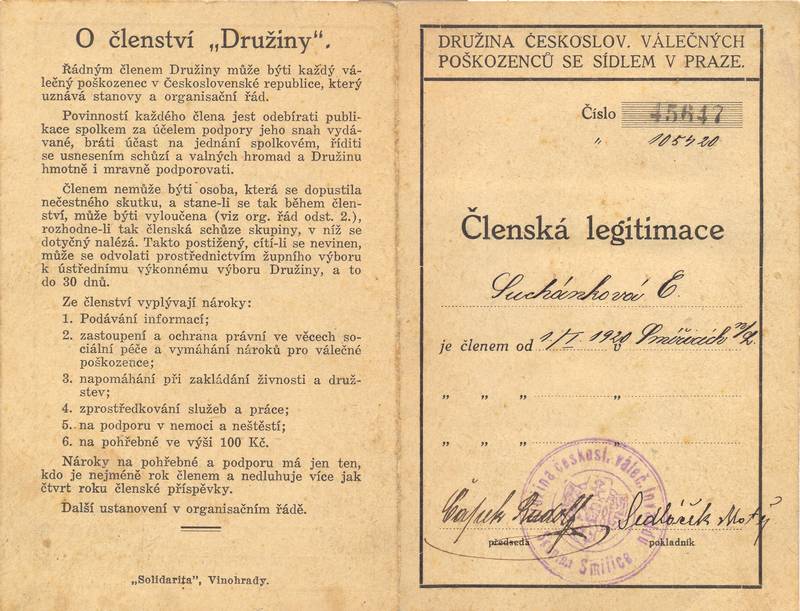 O členství „Družiny“.
Řádným členem Družiny může býti každý vá-
lečný poškozenec v Československé republice, který
uznává stanovy a organisační řád.
Povinností každého člena jest odebírati publi-
kace spolkem za účelem podpory jeho snah vydá-
vané, bráti účast na jednání spolkovém, říditi
se usnesením schůzí a valných hromad a Družinu
hmotně i mravně podporovati.
Členem nemůže býti osoba, která se dopustila
nečestného skutku, a stane-li se tak během člen-
ství, může býti vyloučena (viz org. řád odst. 2.),
rozhodne-li tak členská schůze skupiny, v níž se
dotyčný nalézá. Takto postižený, cítí-li se nevinen,
může se odvolati prostřednictvím župního výboru
k ústřednímu výkonnému výboru Družiny, a to
do 30 dnů.
Ze členství vyplývají nároky:
1. Podávání informací;
2. zastoupení a ochrana právní ve věcech so-
ciální péče a vymáhání nároků pro válečné
poškozence;
3. napomáhání při zakládání živnosti a druž-
stev;
4. zprostředkování služeb a práce;
5. na podporu v nemoci a neštěstí;
6. na pohřebné ve výši 100 Kč.
Nároky na pohřebné a podporu má jen ten,
kdo je nejméně rok členem a nedluhuje více jak
čtvrt roku členské příspěvky.
Další ustanovení v organisačním řádě.
„Solidarita“, Vinohrady.
DRUŽINA ČESKOSLOV. VÁLEČNÝCH
POŠKOZENCŮ SE SÍDLEM V PRAZE.
Číslo 45647
„ 105420
Členská legitimace
Suchánková E.
je členem od 1./I. 1920 v Smiřicích n/L.
„ „ „ „
„ „ „ „
českosl. váleč.
Smiřice
Čapek Rudolf Sedláčik
předseda pokladník